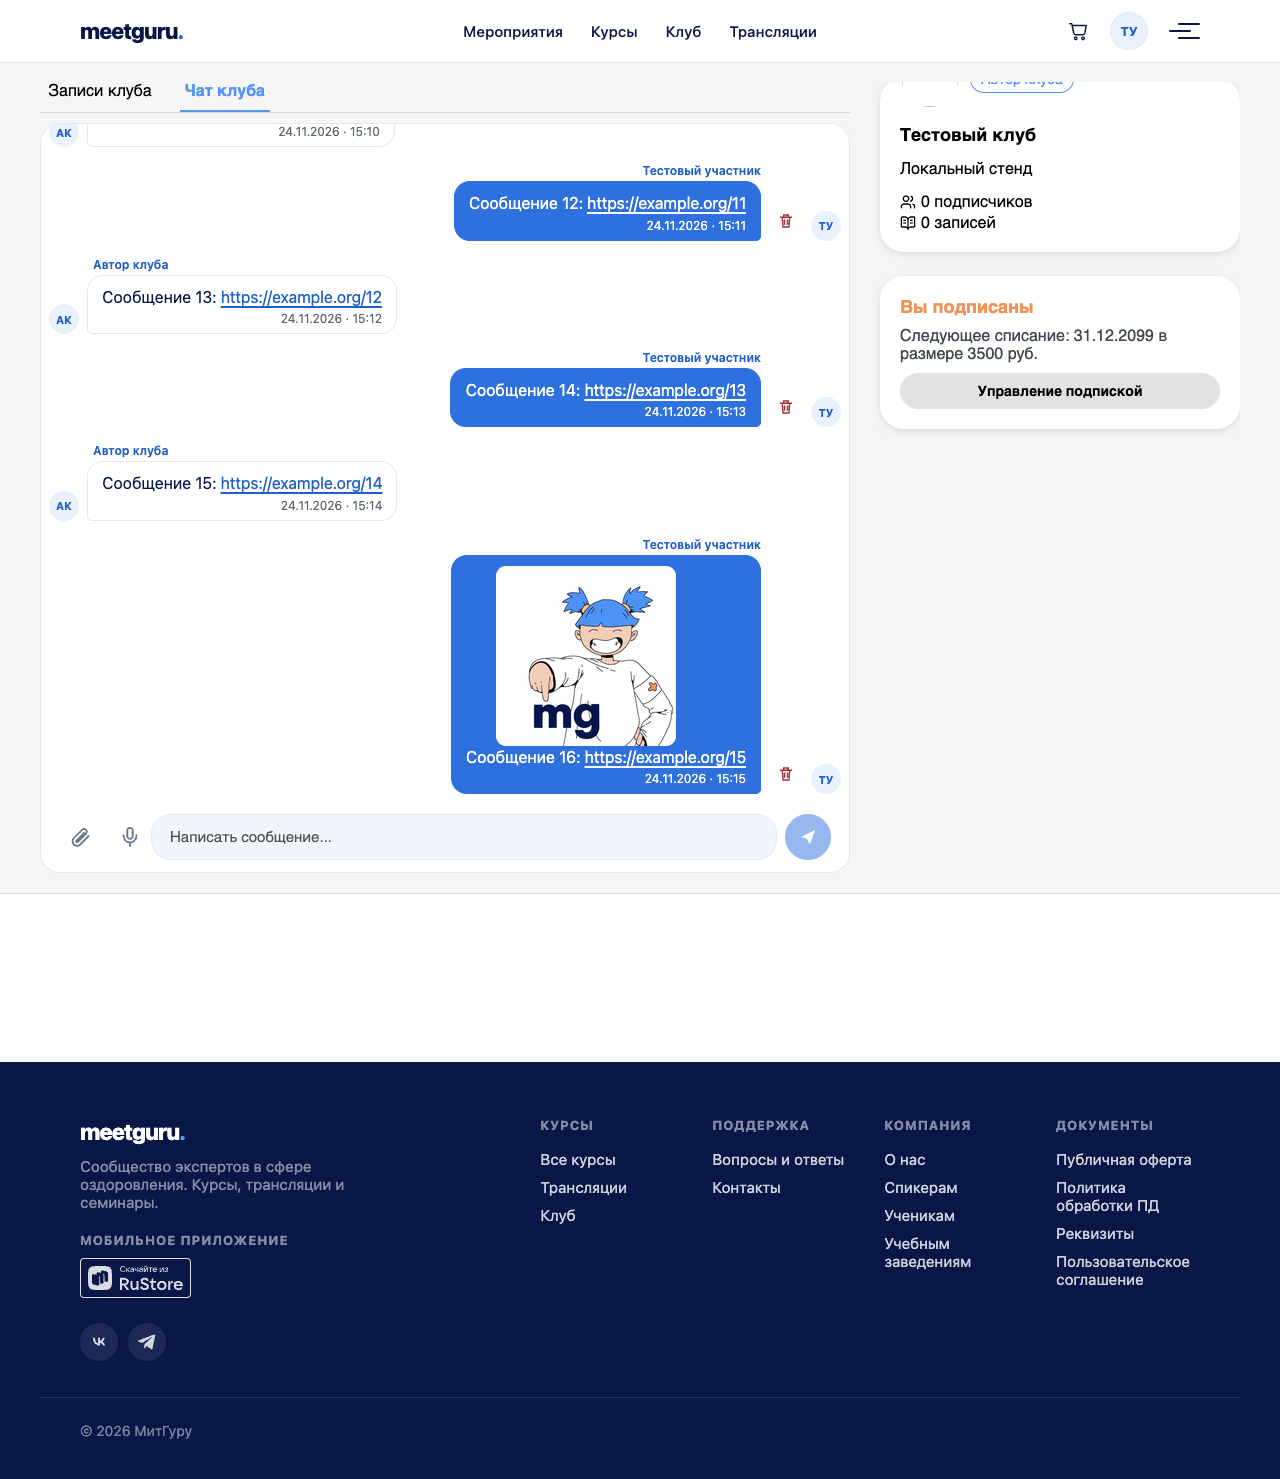 meetguru.
Мероприятия Курсы Клуб Трансляции
ТУ
Записи клуба Чат клуба
АК
24.11.2026 · 15:10
Тестовый участник
Сообщение 12: https://example.org/11
24.11.2026 · 15:11
ТУ
Автор клуба
Сообщение 13: https://example.org/12
24.11.2026 · 15:12
АК
Тестовый участник
Сообщение 14: https://example.org/13
24.11.2026 · 15:13
ТУ
Автор клуба
Сообщение 15: https://example.org/14
24.11.2026 · 15:14
АК
Тестовый участник
mg
Сообщение 16: https://example.org/15
24.11.2026 · 15:15
ТУ
Написать сообщение...
Автор клуба
Тестовый клуб
Локальный стенд
0 подписчиков
0 записей
Вы подписаны
Следующее списание: 31.12.2099 в
размере 3500 руб.
Управление подпиской
meetguru.
Сообщество экспертов в сфере
оздоровления. Курсы, трансляции и
семинары.
МОБИЛЬНОЕ ПРИЛОЖЕНИЕ
Скачайте из
RuStore
КУРСЫ
Все курсы
Трансляции
Клуб
ПОДДЕРЖКА
Вопросы и ответы
Контакты
КОМПАНИЯ
О нас
Спикерам
Ученикам
Учебным
заведениям
ДОКУМЕНТЫ
Публичная оферта
Политика
обработки ПД
Реквизиты
Пользовательское
соглашение
© 2026 МитГуру